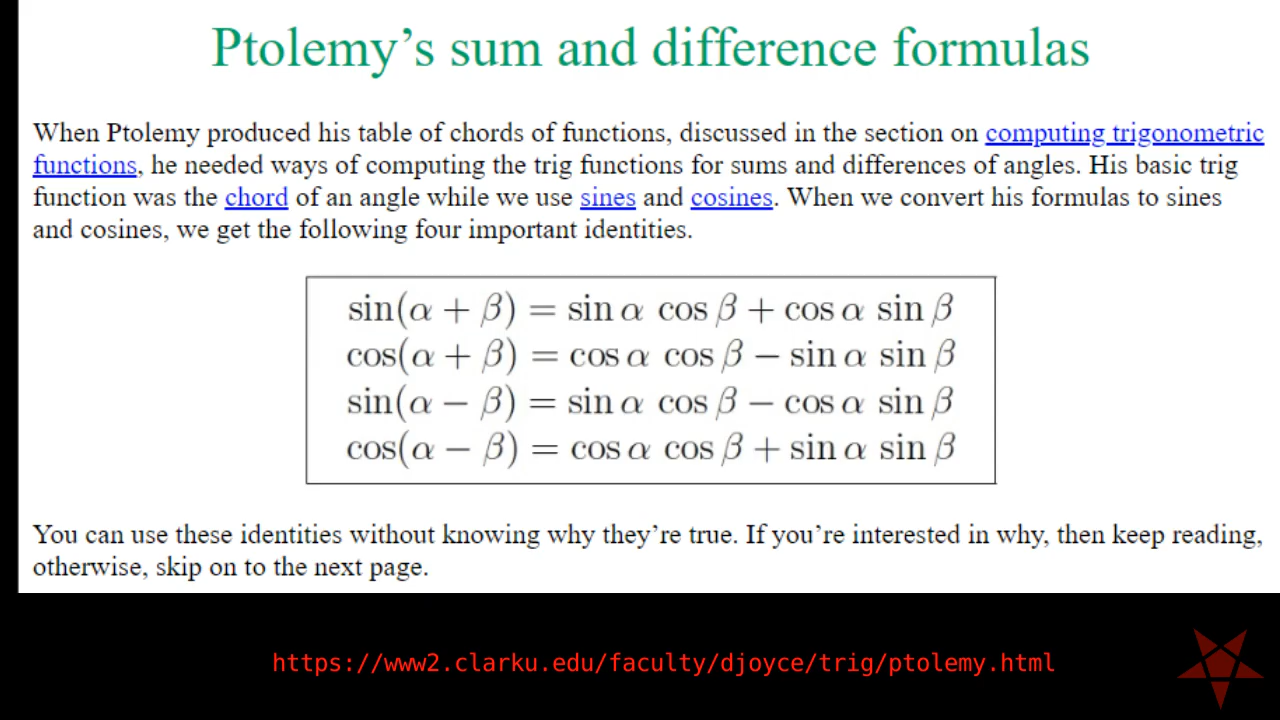 Ptolemy’s sum and difference formulas
When Ptolemy produced his table of chords of functions, discussed in the section on computing trigonometric
functions, he needed ways of computing the trig functions for sums and differences of angles. His basic trig
function was the chord of an angle while we use sines and cosines. When we convert his formulas to sines
and cosines, we get the following four important identities.
sin(α + β) = sin α cos β + cos α sin β
cos(α + β) = cos α cos β − sin α sin β
sin(α − β) = sin α cos β − cos α sin β
cos(α − β) = cos α cos β + sin α sin β
You can use these identities without knowing why they’re true. If you’re interested in why, then keep reading,
otherwise, skip on to the next page.
https://www2.clarku.edu/faculty/djoyce/trig/ptolemy.html